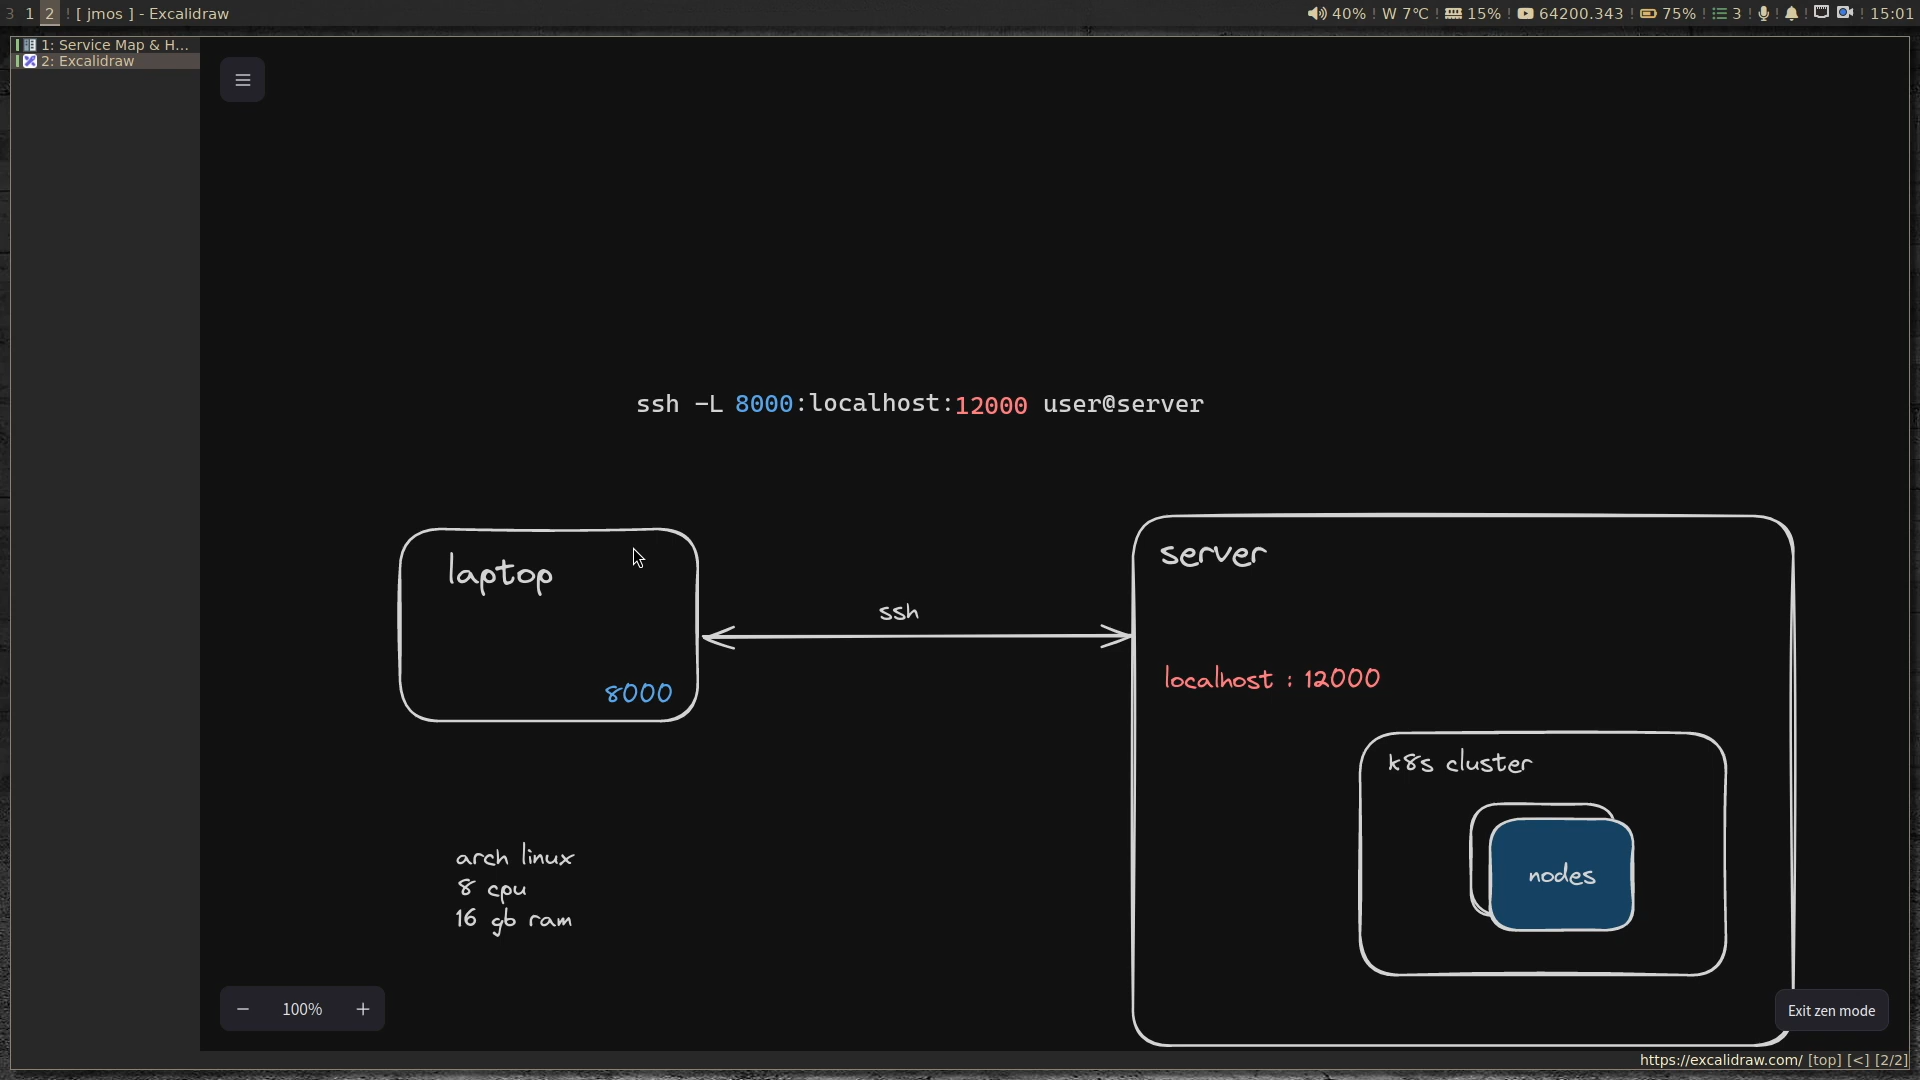 3 1 2 ! [ jmos ] - Excalidraw 40% ! W 7°C ! 15% ! 64200.343 ! 75% ! 3 ! ! ! ! 15:01
1: Service Map & H...
2: Excalidraw
ssh -L 8000:localhost:12000 user@server
laptop
8000
ssh
server
localhost : 12000
k8s cluster
nodes
arch linux
8 cpu
16 gb ram
100%
Exit zen mode
https://excalidraw.com/ [top] [<] [2/2]